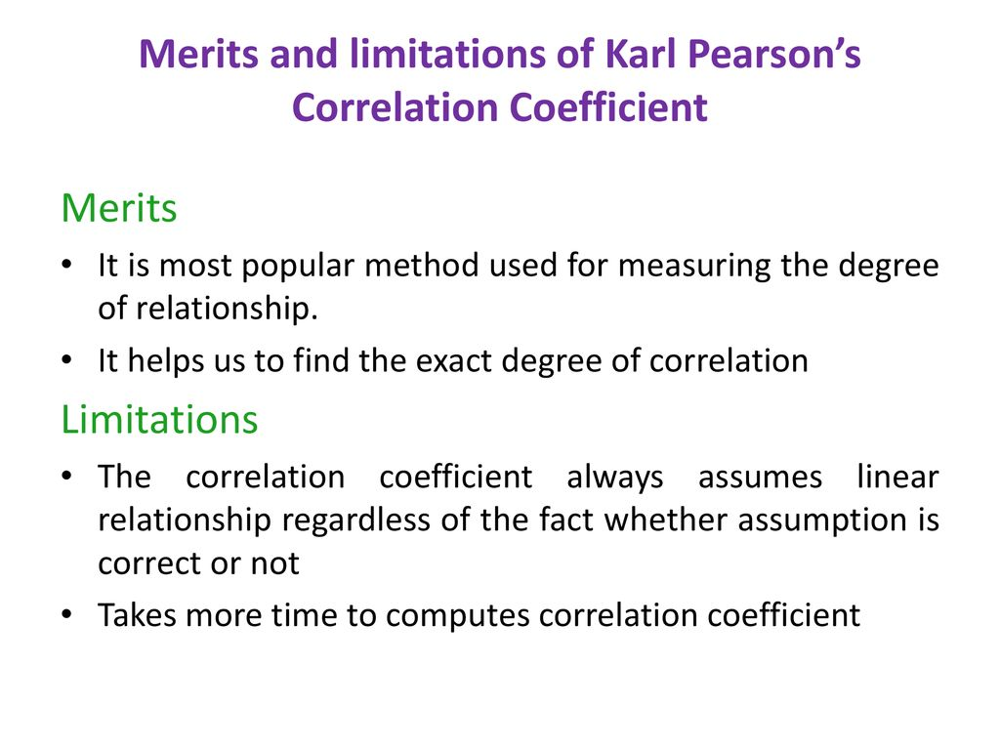 Merits and limitations of Karl Pearson’s
Correlation Coefficient
Merits
• It is most popular method used for measuring the degree
of relationship.
• It helps us to find the exact degree of correlation
Limitations
• The correlation coefficient always assumes linear
relationship regardless of the fact whether assumption is
correct or not
• Takes more time to computes correlation coefficient